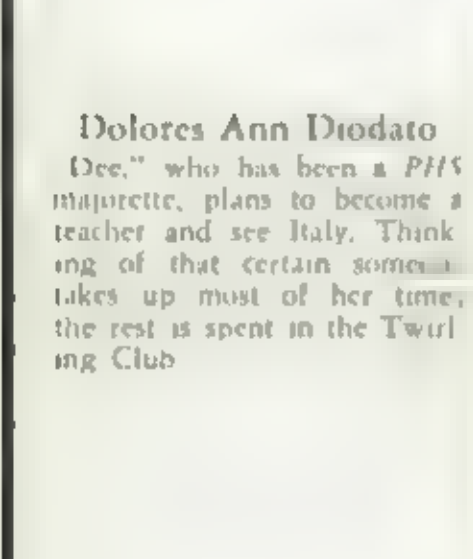 Dolores Ann Diodato
Dee," who has been a PHS
majorette, plans to become a
teacher and see Italy. Think
ing of that certain
takes up most of her time,
the rest is spent in the Twirl
ing Club